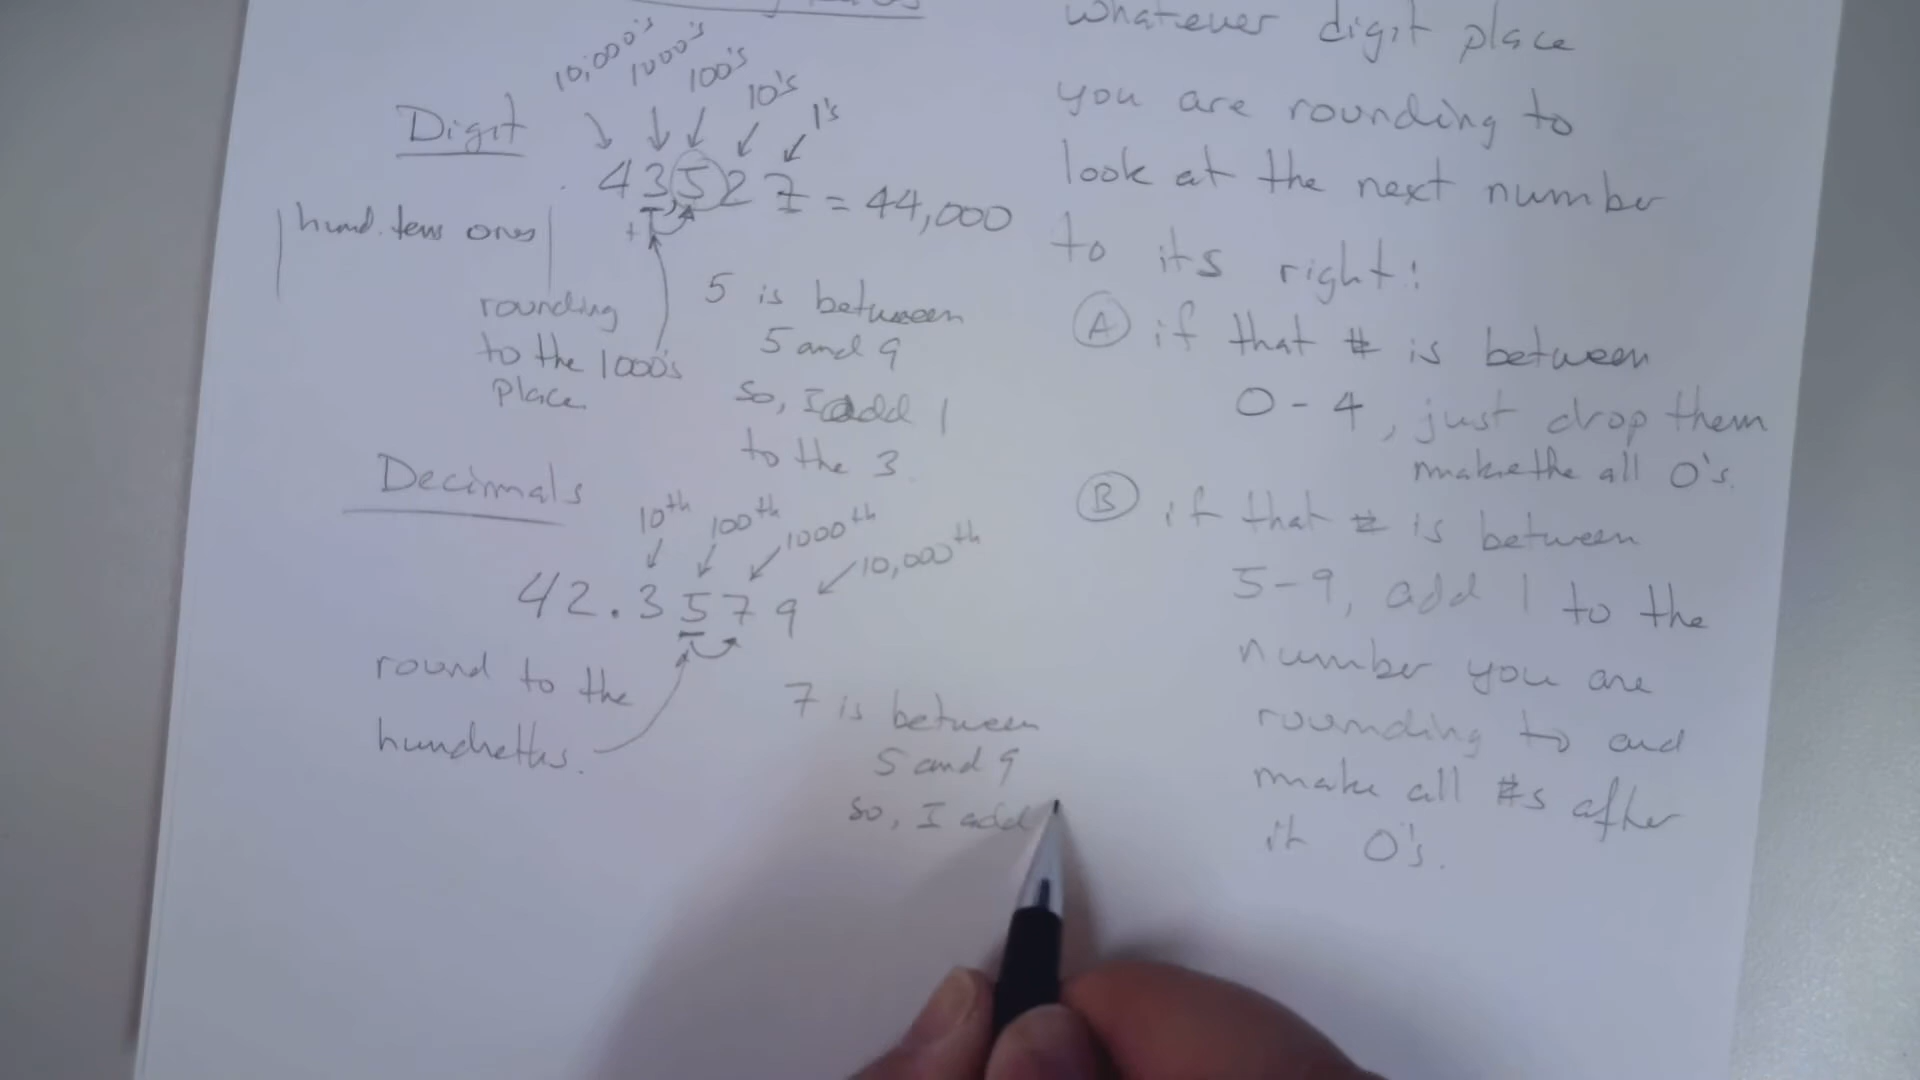 10,000's 1000's 100's 10's 1's
Digit
43,527 = 44,000
hund. tens ones
+1
rounding
to the 1000's
place
5 is between
5 and 9
so, I add 1
to the 3.
Decimals
10th 100th 1000th 10,000th
42.3579
round to the
hundreths.
7 is between
5 and 9
so, I add
whatever digit place
you are rounding to
look at the next number
to its right:
A if that # is between
0-4, just drop them
make the all 0's.
B if that # is between
5-9, add 1 to the
number you are
rounding to and
make all #s after
it 0's.